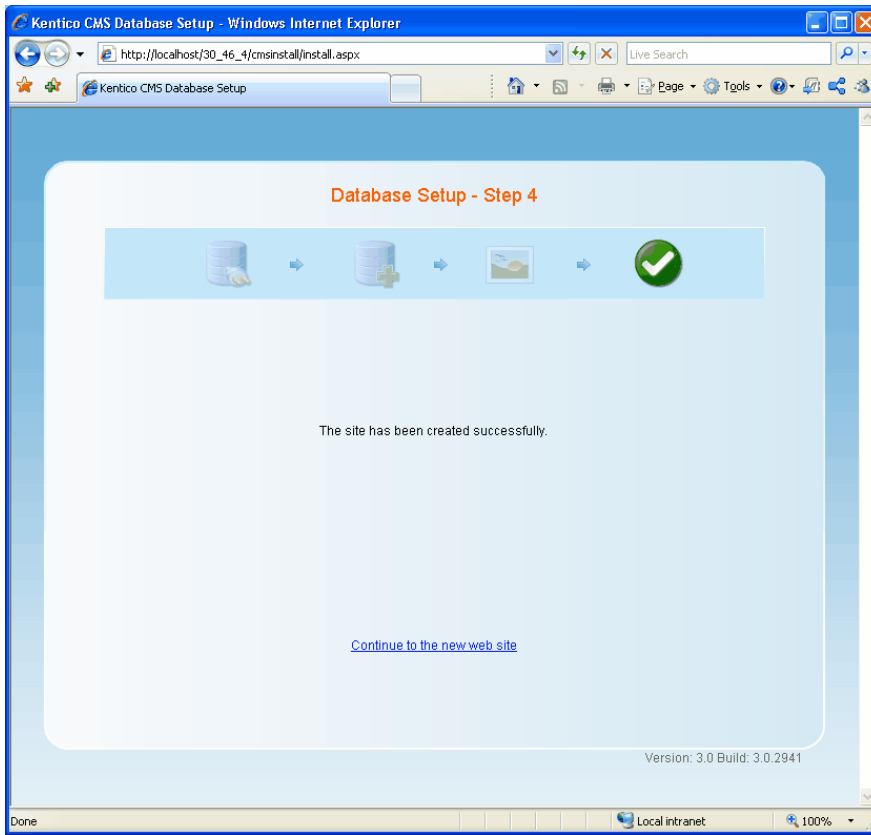 Kentico CMS Database Setup - Windows Internet Explorer
http://localhost/30_46_4/cmsinstall/install.aspx
Live Search
Kentico CMS Database Setup
Page
Tools
Database Setup - Step 4
The site has been created successfully.
Continue to the new web site
Version: 3.0 Build: 3.0.2941
Done
Local intranet
100%